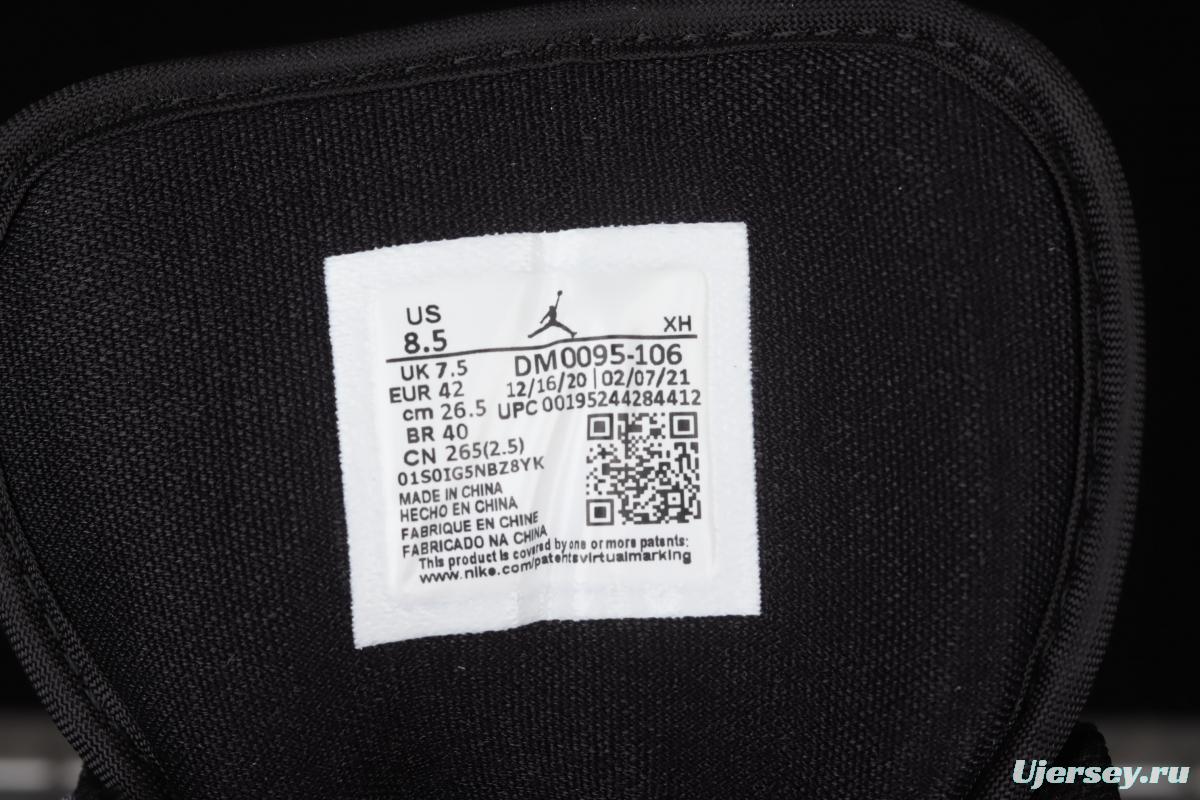 US
8.5
XH
UK 7.5
DM0095-106
EUR 42
12/16/20 | 02/07/21
cm 26.5
UPC 00195244284412
BR 40
CN 265(2.5)
01S0IG5NBZ8YK
MADE IN CHINA
HECHO EN CHINA
FABRIQUE EN CHINE
FABRICADO NA CHINA
This product is covered by one or more patents:
www.nike.com/patentsvirtualmarking
Ujersey.ru